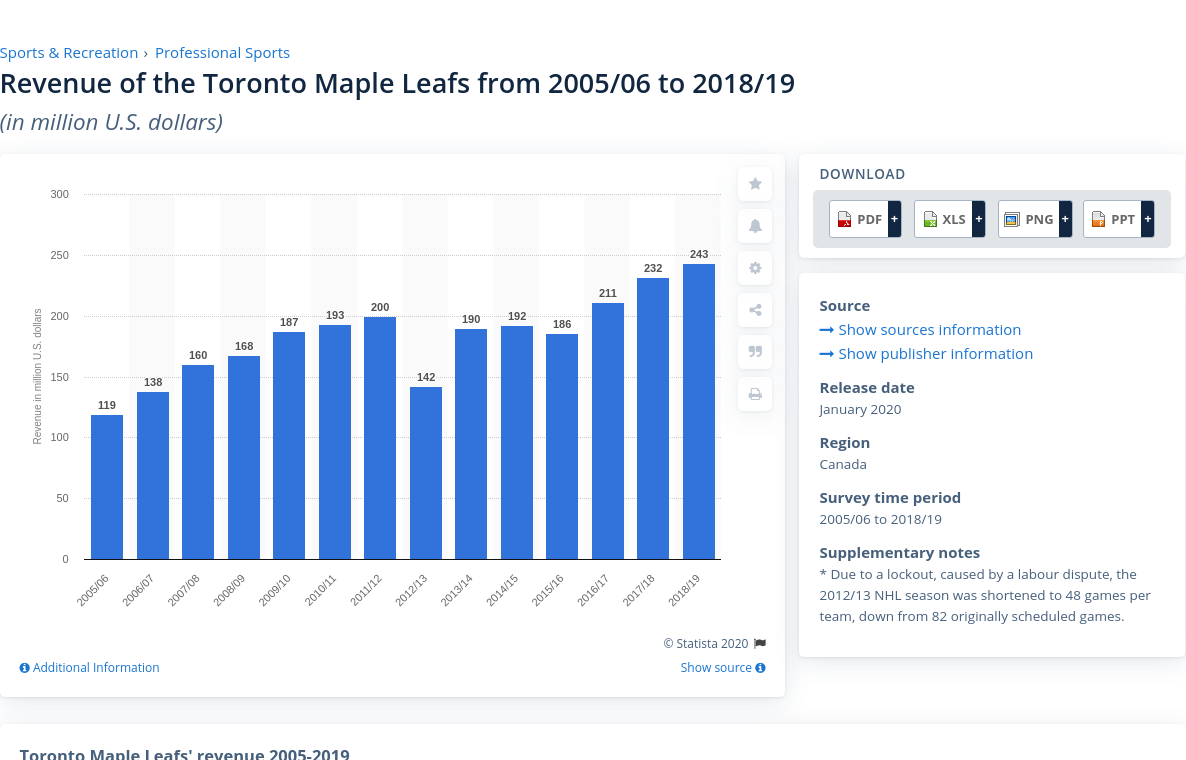 Sports & Recreation › Professional Sports
Revenue of the Toronto Maple Leafs from 2005/06 to 2018/19
(in million U.S. dollars)
Revenue in million U.S. dollars
300
250
200
150
100
50
0
119
138
160
168
187
193
200
142
190
192
186
211
232
243
2005/06
2006/07
2007/08
2008/09
2009/10
2010/11
2011/12
2012/13
2013/14
2014/15
2015/16
2016/17
2017/18
2018/19
© Statista 2020
Additional Information
Show source
DOWNLOAD
PDF + XLS + PNG + PPT +
Source
Show sources information
Show publisher information
Release date
January 2020
Region
Canada
Survey time period
2005/06 to 2018/19
Supplementary notes
* Due to a lockout, caused by a labour dispute, the
2012/13 NHL season was shortened to 48 games per
team, down from 82 originally scheduled games.
Toronto Maple Leafs' revenue 2005-2019